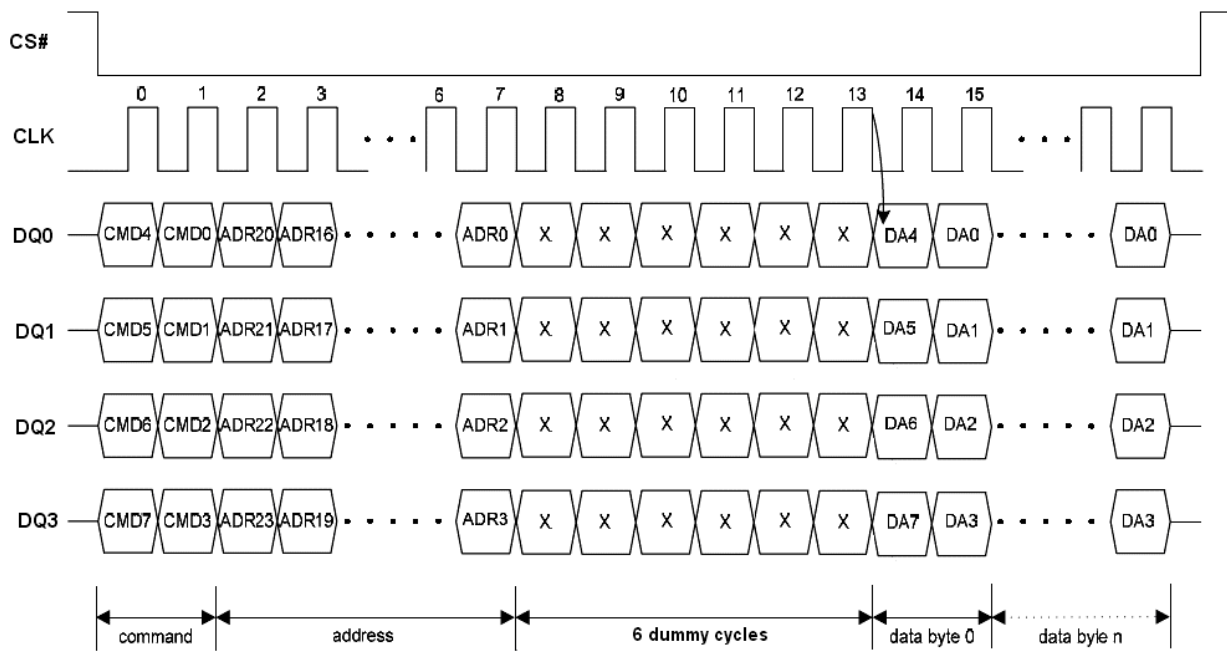 CS#
0 1 2 3 6 7 8 9 10 11 12 13 14 15
CLK
DQ0 CMD4 CMD0 ADR20 ADR16 ADR0 X X X X X X DA4 DA0 DA0
DQ1 CMD5 CMD1 ADR21 ADR17 ADR1 X X X X X X DA5 DA1 DA1
DQ2 CMD6 CMD2 ADR22 ADR18 ADR2 X X X X X X DA6 DA2 DA2
DQ3 CMD7 CMD3 ADR23 ADR19 ADR3 X X X X X X DA7 DA3 DA3
command address 6 dummy cycles data byte 0 data byle n